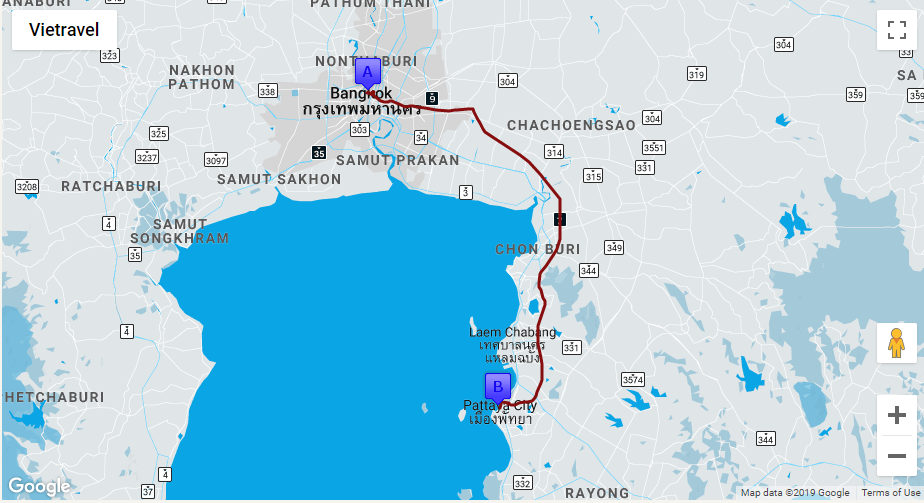 ANABURI
PATHUM THANI
Vietravel
323
NONTHABURI
304
NAKHON
PATHOM
A
319
SA
338
304
359
359
9
Bangkok
กรุงเทพมหานคร
304
CHACHOENGSAO
325
303
34
3551
3237
3097
35
SAMUT PRAKAN
314
331
3208
RATCHABURI
SAMUT SAKHON
3
315
4
SAMUT
SONGKHRAM
7
35
CHON BURI
349
344
4
Laem Chabang
เทศบาลนคร
แหลมฉบัง
331
B
3574
PHETCHABURI
Pattaya City
เมืองพัทยา
344
4
332
37
RAYONG
Google
Map data ©2019 Google
Terms of Use